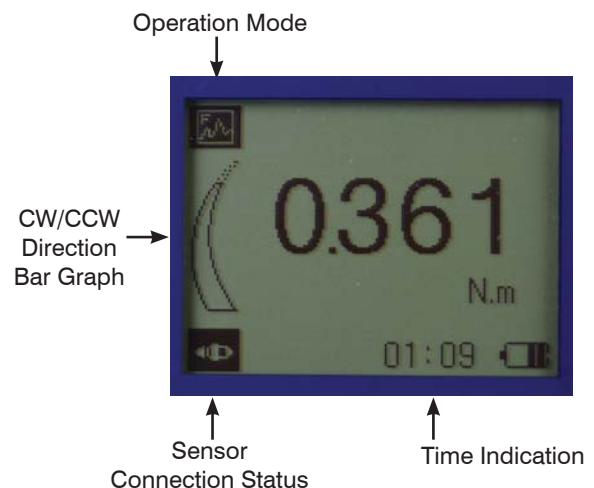 Operation Mode
F
0.361
CW/CCW
Direction
Bar Graph
N.m
01:09
Sensor
Connection Status
Time Indication